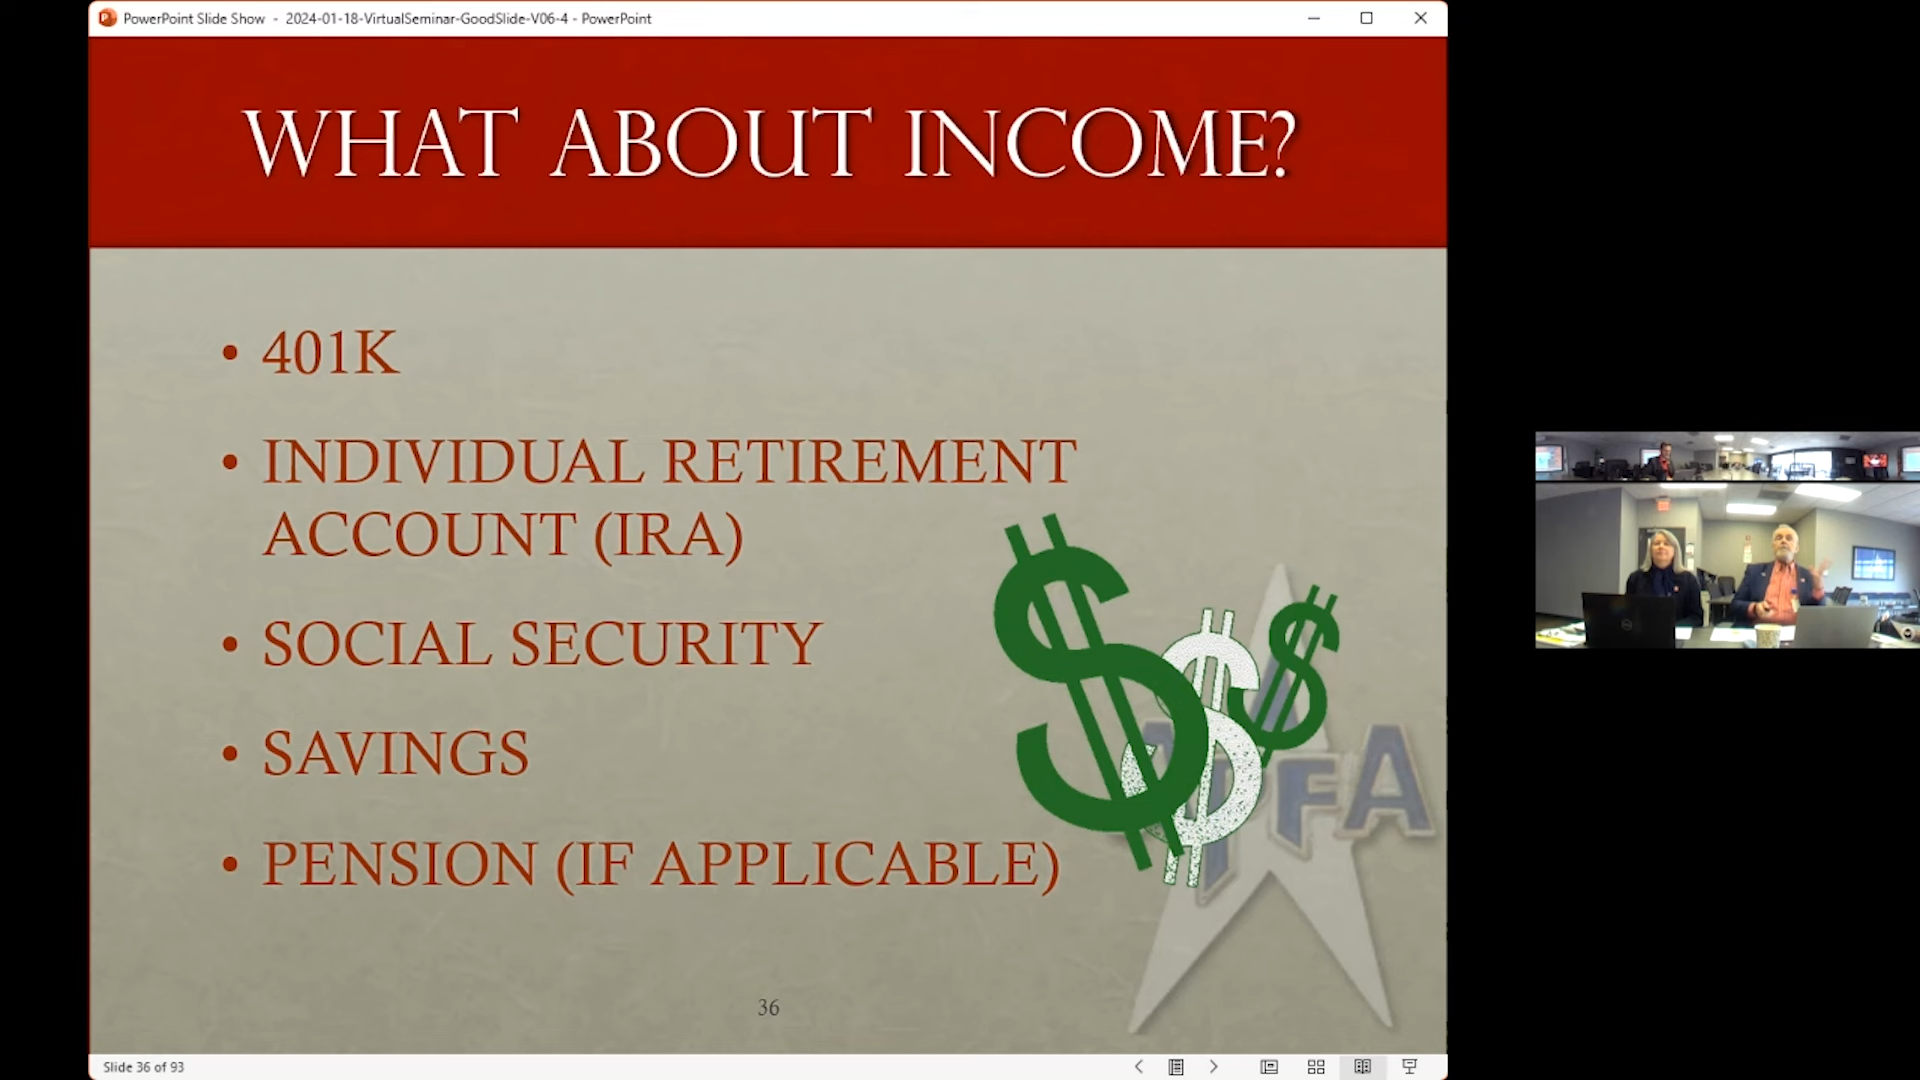 PowerPoint Slide Show - 2024-01-18-VirtualSeminar-GoodSlide-V06-4 - PowerPoint
WHAT ABOUT INCOME?
• 401K
• INDIVIDUAL RETIREMENT
ACCOUNT (IRA)
• SOCIAL SECURITY
• SAVINGS
• PENSION (IF APPLICABLE)
36
Slide 36 of 93